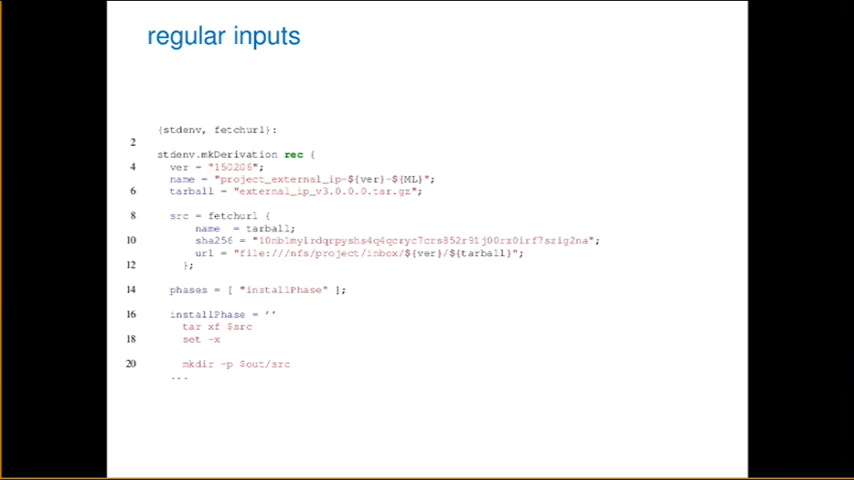 regular inputs
{stdenv, fetchurl}:
2
stdenv.mkDerivation rec {
4 ver = "150206";
name = "project_external_ip-${ver}-${ML}";
6 tarball = "external_ip_v3.0.0.0.tar.gz";
8 src = fetchurl {
name = tarball;
10 sha256 = "10nb1myirdqrpyshs4q4qcryc7crs852r91j00rz0irf7szig2na";
url = "file:///nfs/project/inbox/${ver}/${tarball}";
12 };
14 phases = [ "installPhase" ];
16 installPhase = ''
tar xf $src
18 set -x
20 mkdir -p $out/src
...